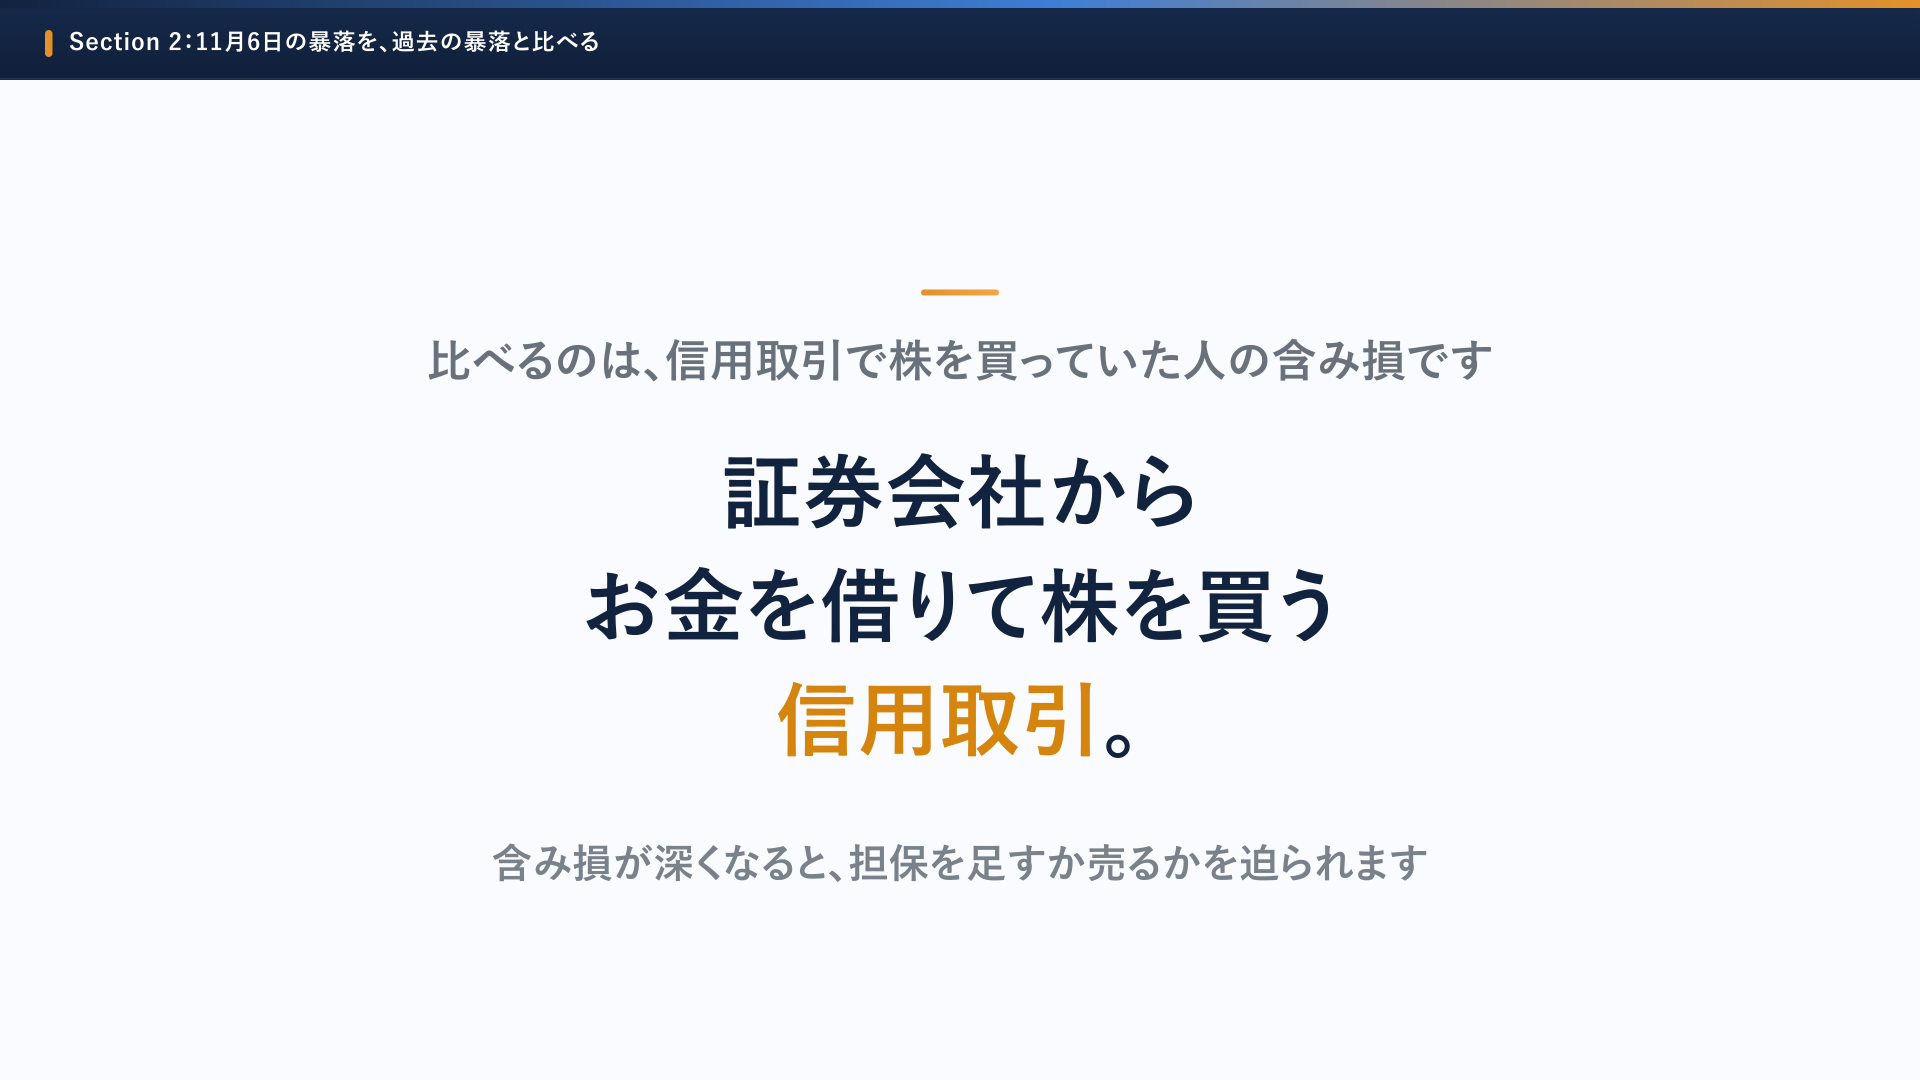 Section 2：11月6日の暴落を、過去の暴落と比べる
比べるのは、信用取引で株を買っていた人の含み損です
証券会社から
お金を借りて株を買う
信用取引。
含み損が深くなると、担保を足すか売るかを迫られます